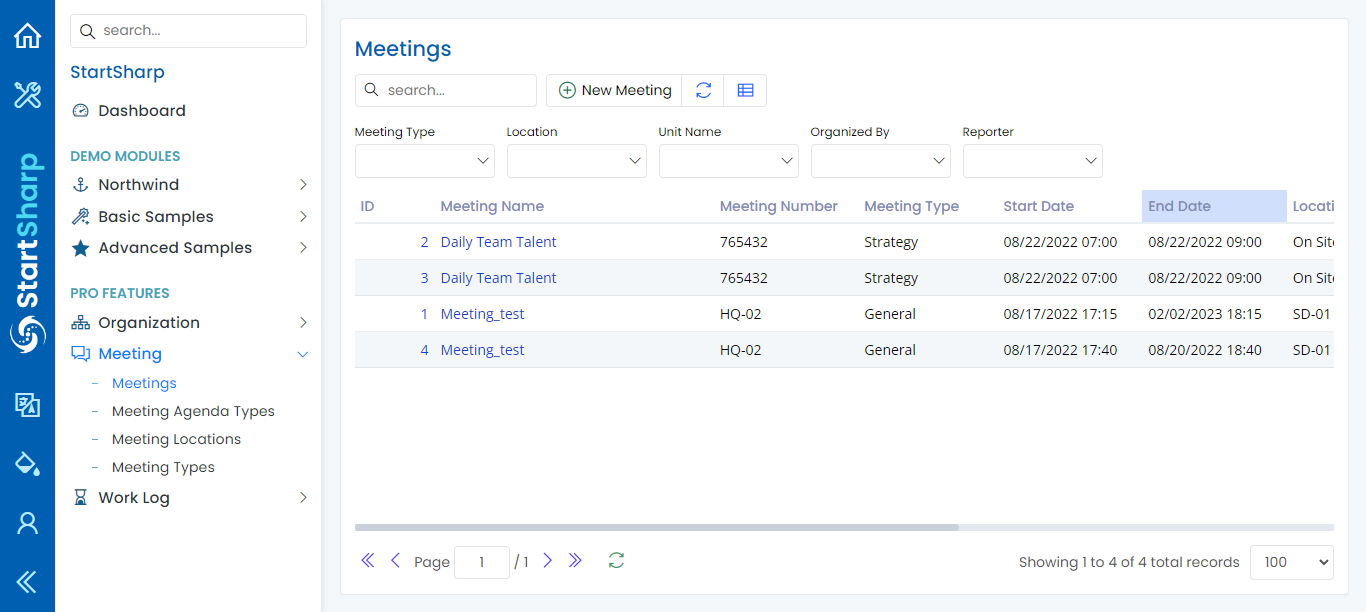 StartSharp
search...
StartSharp
Dashboard
DEMO MODULES
Northwind
Basic Samples
Advanced Samples
PRO FEATURES
Organization
Meeting
Meetings
Meeting Agenda Types
Meeting Locations
Meeting Types
Work Log
Meetings
search...
New Meeting
Meeting Type Location Unit Name Organized By Reporter
ID Meeting Name Meeting Number Meeting Type Start Date End Date Locati
2 Daily Team Talent 765432 Strategy 08/22/2022 07:00 08/22/2022 09:00 On Site
3 Daily Team Talent 765432 Strategy 08/22/2022 07:00 08/22/2022 09:00 On Site
1 Meeting_test HQ-02 General 08/17/2022 17:15 02/02/2023 18:15 SD-01
4 Meeting_test HQ-02 General 08/17/2022 17:40 08/20/2022 18:40 SD-01
Page 1 / 1
Showing 1 to 4 of 4 total records 100